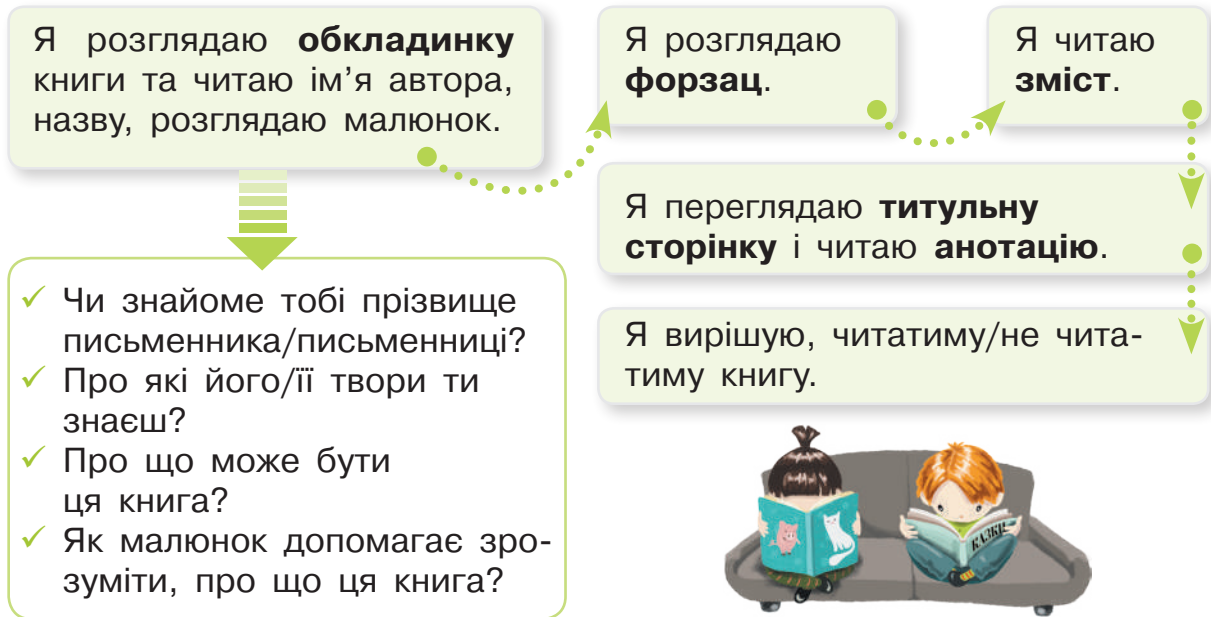 Я розглядаю обкладинку
книги та читаю ім’я автора,
назву, розглядаю малюнок.
Я розглядаю
форзац.
Я читаю
зміст.
Я переглядаю титульну
сторінку і читаю анотацію.
Я вирішую, читатиму/не чита-
тиму книгу.
Чи знайоме тобі прізвище
письменника/письменниці?
Про які його/її твори ти
знаєш?
Про що може бути
ця книга?
Як малюнок допомагає зро-
зуміти, про що ця книга?
КАЗКИ